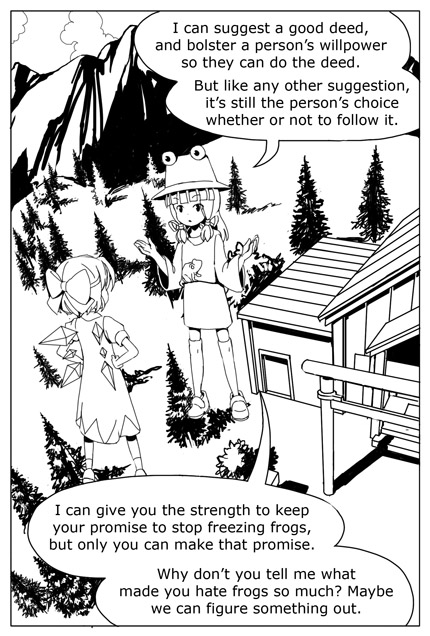 I can suggest a good deed,
and bolster a person's willpower
so they can do the deed.
But like any other suggestion,
it's still the person's choice
whether or not to follow it.
I can give you the strength to keep
your promise to stop freezing frogs,
but only you can make that promise.
Why don't you tell me what
made you hate frogs so much? Maybe
we can figure something out.